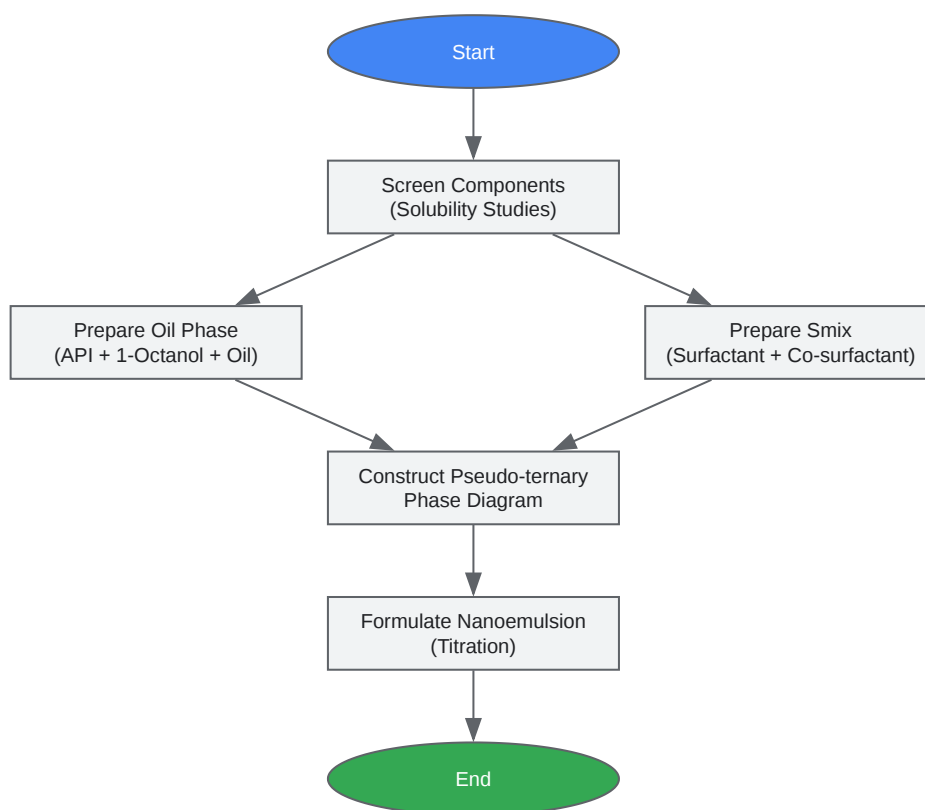 Start
Screen Components
(Solubility Studies)
Prepare Oil Phase
(API + 1-Octanol + Oil)
Prepare Smix
(Surfactant + Co-surfactant)
Construct Pseudo-ternary
Phase Diagram
Formulate Nanoemulsion
(Titration)
End